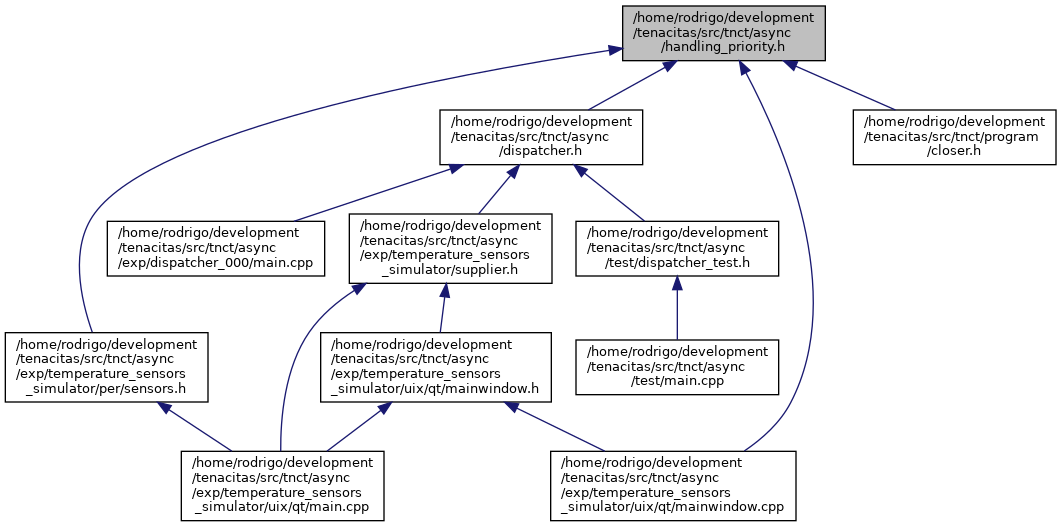 /home/rodrigo/development
/tenacitas/src/tnct/async
/handling_priority.h
/home/rodrigo/development
/tenacitas/src/tnct/async
/dispatcher.h
/home/rodrigo/development
/tenacitas/src/tnct/program
/closer.h
/home/rodrigo/development
/tenacitas/src/tnct/async
/exp/dispatcher_000/main.cpp
/home/rodrigo/development
/tenacitas/src/tnct/async
/exp/temperature_sensors
_simulator/supplier.h
/home/rodrigo/development
/tenacitas/src/tnct/async
/test/dispatcher_test.h
/home/rodrigo/development
/tenacitas/src/tnct/async
/exp/temperature_sensors
_simulator/per/sensors.h
/home/rodrigo/development
/tenacitas/src/tnct/async
/exp/temperature_sensors
_simulator/uix/qt/mainwindow.h
/home/rodrigo/development
/tenacitas/src/tnct/async
/test/main.cpp
/home/rodrigo/development
/tenacitas/src/tnct/async
/exp/temperature_sensors
_simulator/uix/qt/main.cpp
/home/rodrigo/development
/tenacitas/src/tnct/async
/exp/temperature_sensors
_simulator/uix/qt/mainwindow.cpp